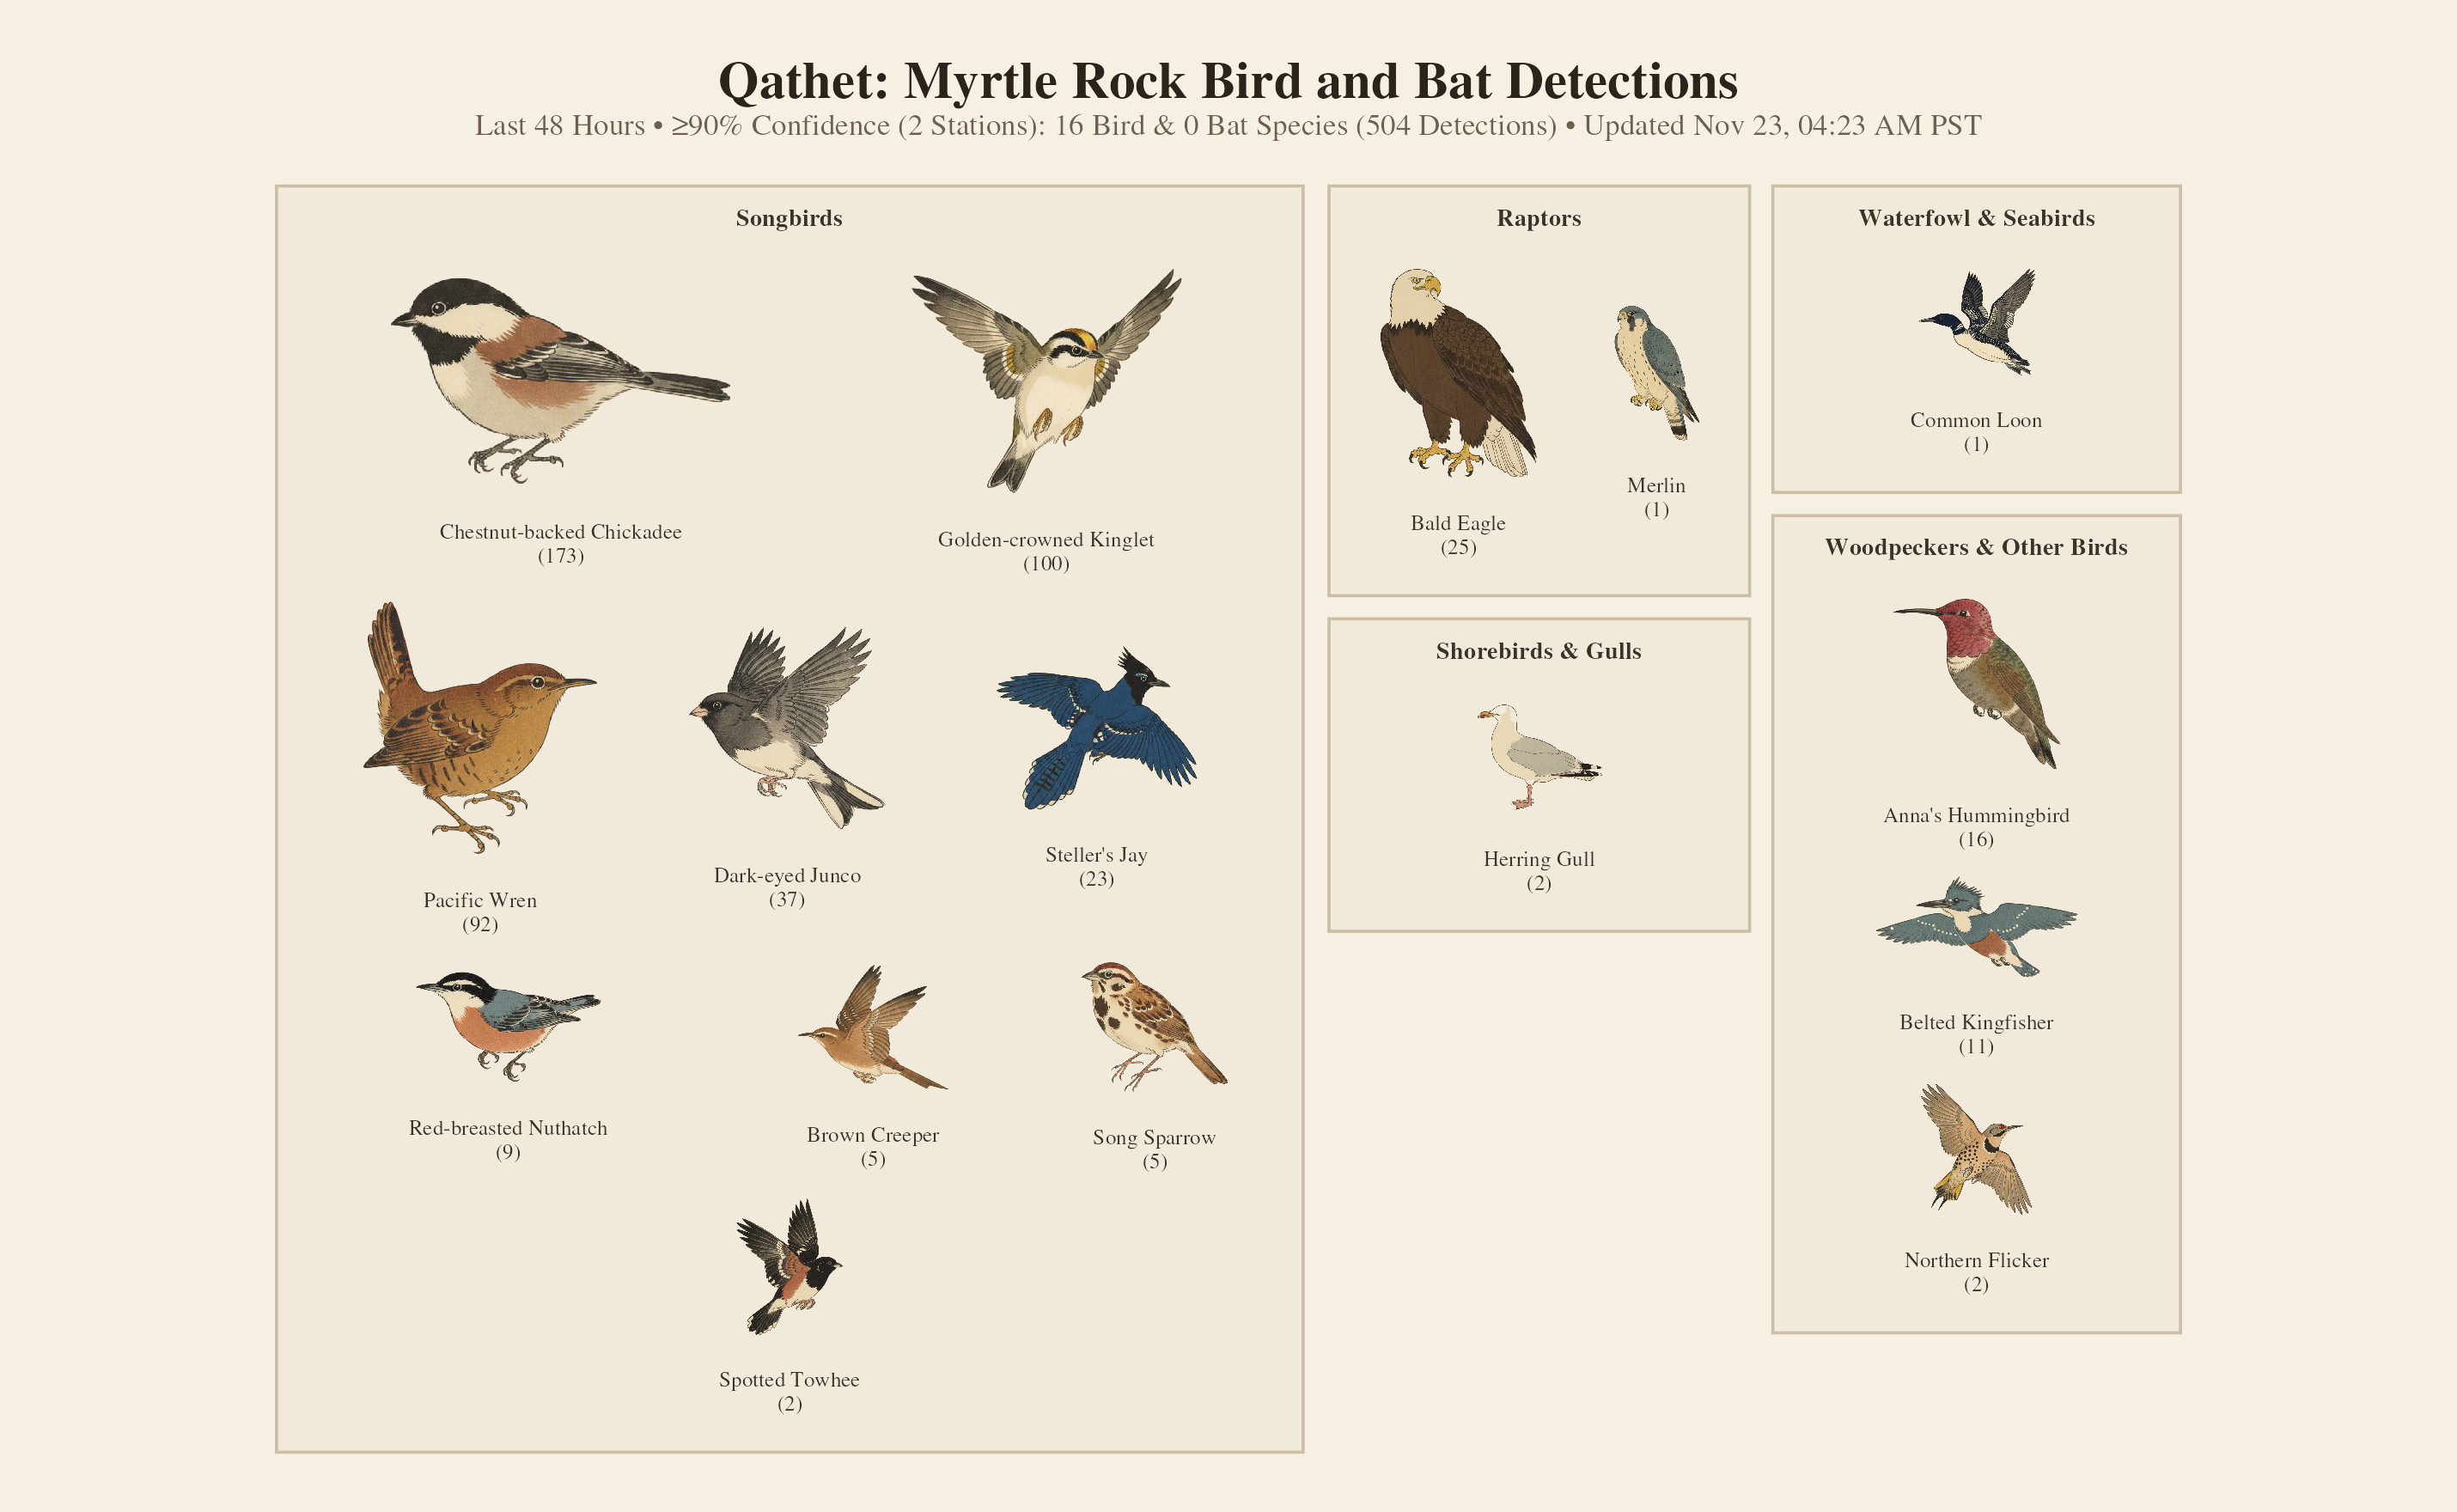 Qathet: Myrtle Rock Bird and Bat Detections
Last 48 Hours • ≥90% Confidence (2 Stations): 16 Bird & 0 Bat Species (504 Detections) • Updated Nov 23, 04:23 AM PST
Songbirds
Chestnut-backed Chickadee
(173)
Golden-crowned Kinglet
(100)
Pacific Wren
(92)
Dark-eyed Junco
(37)
Steller's Jay
(23)
Red-breasted Nuthatch
(9)
Brown Creeper
(5)
Song Sparrow
(5)
Spotted Towhee
(2)
Raptors
Bald Eagle
(25)
Merlin
(1)
Shorebirds & Gulls
Herring Gull
(2)
Waterfowl & Seabirds
Common Loon
(1)
Woodpeckers & Other Birds
Anna's Hummingbird
(16)
Belted Kingfisher
(11)
Northern Flicker
(2)